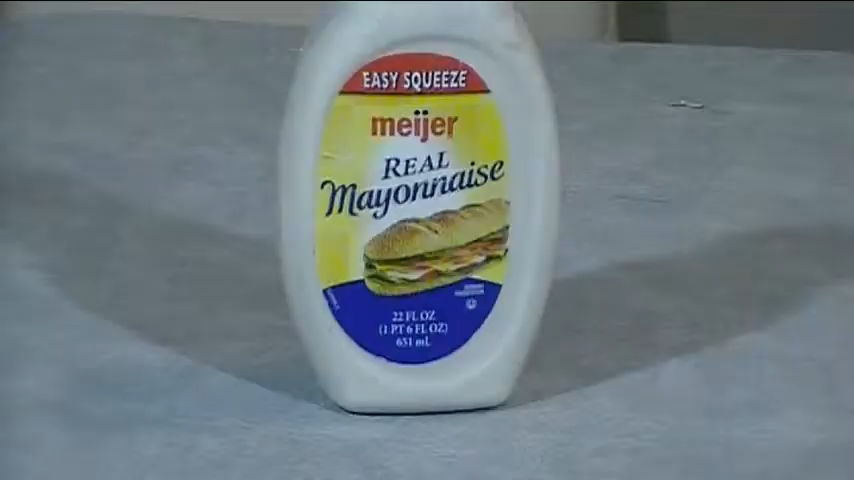 EASY SQUEEZE
meijer
REAL
Mayonnaise
22 FL OZ
(1 PT 6 FL OZ)
651 mL